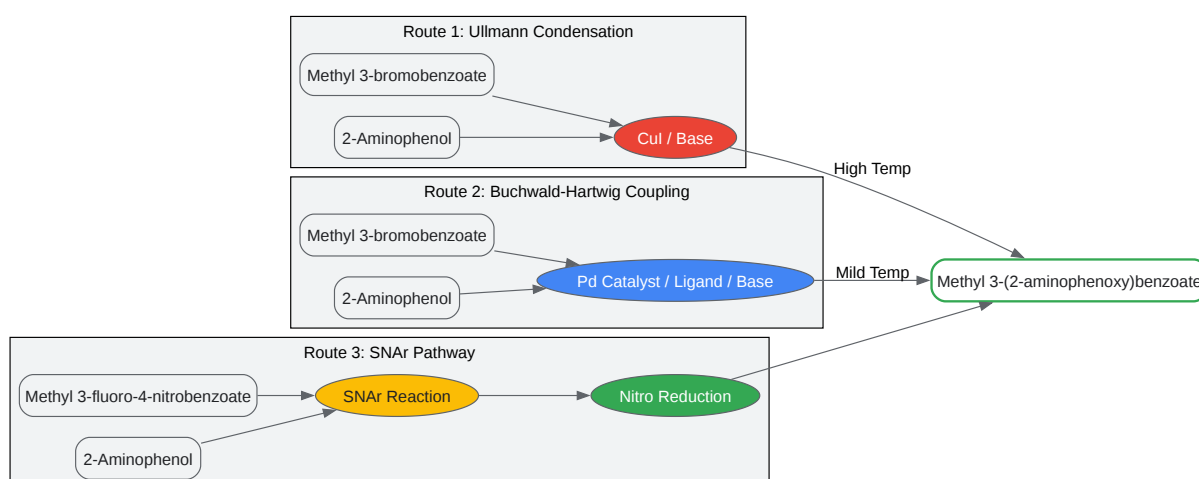 Route 1: Ullmann Condensation
Methyl 3-bromobenzoate
2-Aminophenol
CuI / Base
High Temp
Route 2: Buchwald-Hartwig Coupling
Methyl 3-bromobenzoate
2-Aminophenol
Pd Catalyst / Ligand / Base
Mild Temp
Methyl 3-(2-aminophenoxy)benzoate
Route 3: SNAr Pathway
Methyl 3-fluoro-4-nitrobenzoate
2-Aminophenol
SNAr Reaction
Nitro Reduction